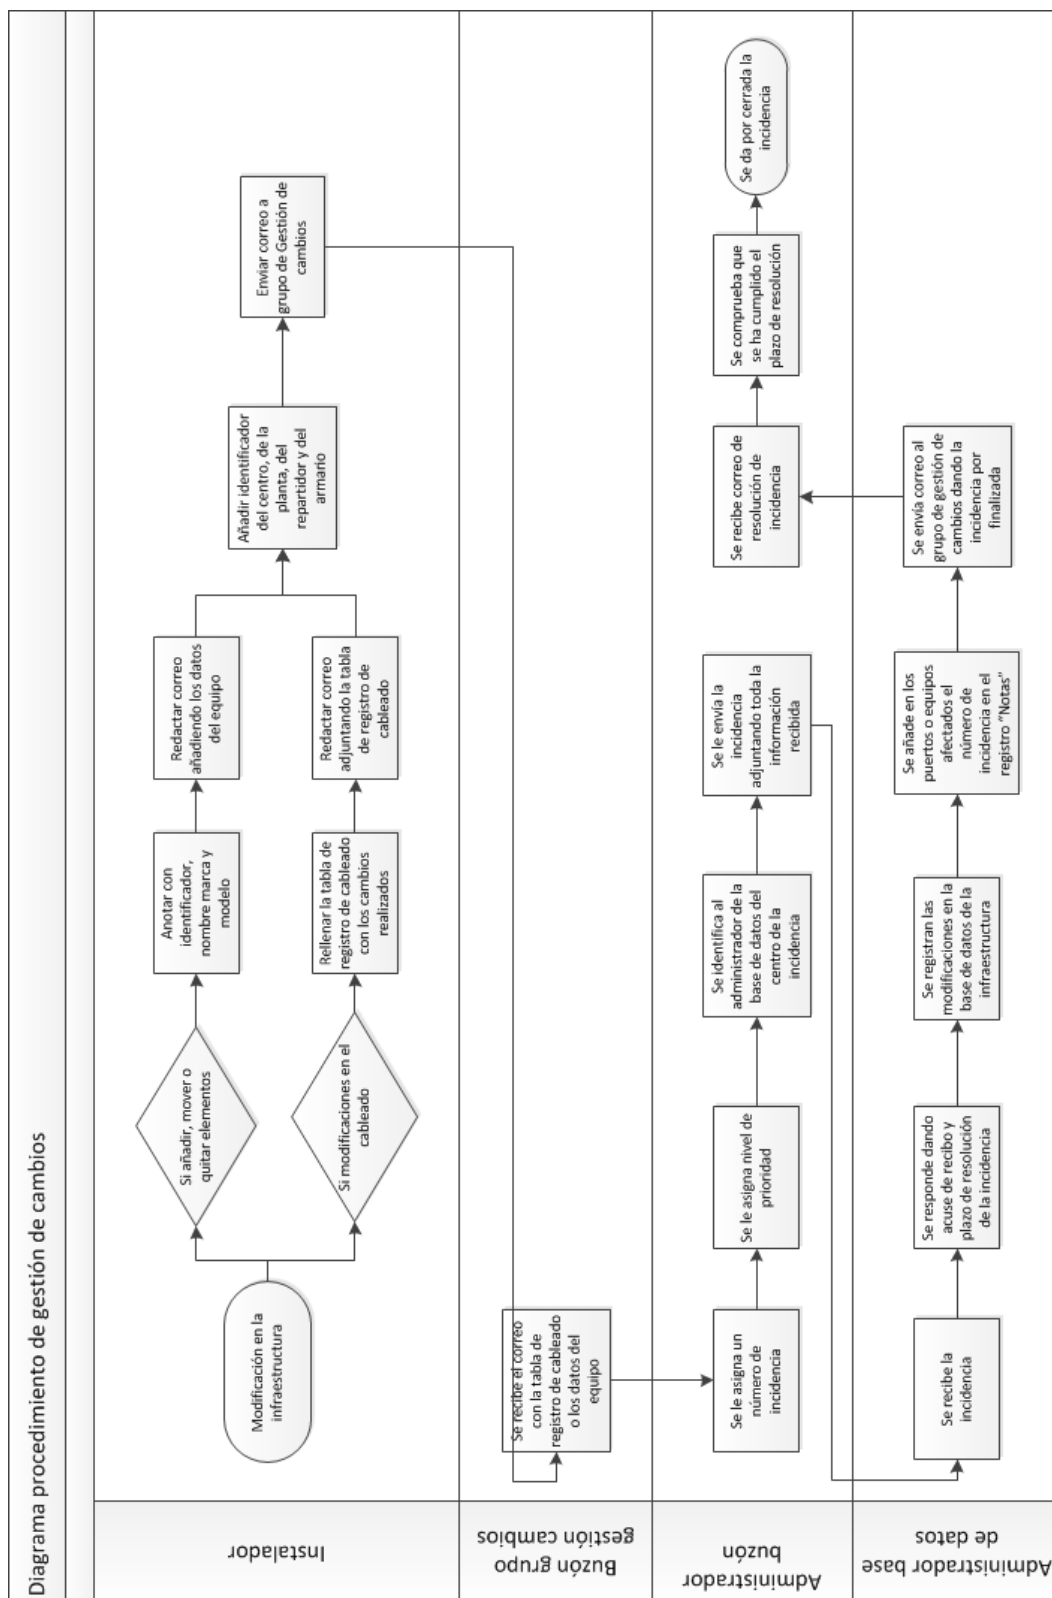 Diagrama procedimiento de gestión de cambios
Instalador
Modificación en la
infraestructura
Si añadir, mover o
quitar elementos
Anotar con
identificador,
nombre marca y
modelo
Redactar correo
añadiendo los datos
del equipo
Si modificaciones en el
cableado
Rellenar la tabla de
registro de cableado
con los cambios
realizados
Redactar correo
adjuntando la tabla
de registro de
cableado
Añadir identificador
del centro, de la
planta, del
repartidor y del
armario
Enviar correo a
grupo de Gestión de
cambios
Buzón grupo
gestión cambios
Se recibe el correo
con la tabla de
registro de cableado
o los datos del
equipo
Administrador
buzón
Se le asigna un
número de
incidencia
Se le asigna nivel de
prioridad
Se identifica al
administrador de la
base de datos del
centro de la
incidencia
Se le envía la
incidencia
adjuntando toda la
información
recibida
Se recibe correo de
resolución de
incidencia
Se comprueba que
se ha cumplido el
plazo de resolución
Se da por cerrada la
incidencia
Administrador base
de datos
Se recibe la
incidencia
Se responde dando
acuse de recibo y
plazo de resolución
de la incidencia
Se registran las
modificaciones en la
base de datos de la
infraestructura
Se añade en los
puertos o equipos
afectados el
número de
incidencia en el
registro “Notas”
Se envía correo al
grupo de gestión de
cambios dando la
incidencia por
finalizada